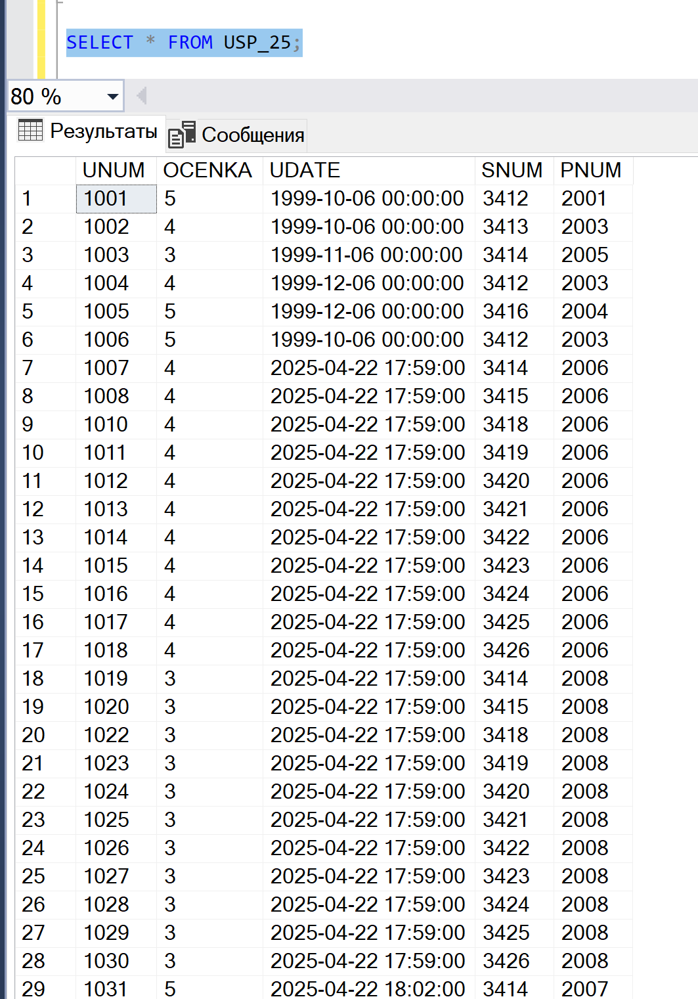 SELECT * FROM USP_25;
80 %
Результаты Сообщения
UNUM OCENKA UDATE SNUM PNUM
1 1001 5 1999-10-06 00:00:00 3412 2001
2 1002 4 1999-10-06 00:00:00 3413 2003
3 1003 3 1999-11-06 00:00:00 3414 2005
4 1004 4 1999-12-06 00:00:00 3412 2003
5 1005 5 1999-12-06 00:00:00 3416 2004
6 1006 5 1999-10-06 00:00:00 3412 2003
7 1007 4 2025-04-22 17:59:00 3414 2006
8 1008 4 2025-04-22 17:59:00 3415 2006
9 1010 4 2025-04-22 17:59:00 3418 2006
10 1011 4 2025-04-22 17:59:00 3419 2006
11 1012 4 2025-04-22 17:59:00 3420 2006
12 1013 4 2025-04-22 17:59:00 3421 2006
13 1014 4 2025-04-22 17:59:00 3422 2006
14 1015 4 2025-04-22 17:59:00 3423 2006
15 1016 4 2025-04-22 17:59:00 3424 2006
16 1017 4 2025-04-22 17:59:00 3425 2006
17 1018 4 2025-04-22 17:59:00 3426 2006
18 1019 3 2025-04-22 17:59:00 3414 2008
19 1020 3 2025-04-22 17:59:00 3415 2008
20 1022 3 2025-04-22 17:59:00 3418 2008
21 1023 3 2025-04-22 17:59:00 3419 2008
22 1024 3 2025-04-22 17:59:00 3420 2008
23 1025 3 2025-04-22 17:59:00 3421 2008
24 1026 3 2025-04-22 17:59:00 3422 2008
25 1027 3 2025-04-22 17:59:00 3423 2008
26 1028 3 2025-04-22 17:59:00 3424 2008
27 1029 3 2025-04-22 17:59:00 3425 2008
28 1030 3 2025-04-22 17:59:00 3426 2008
29 1031 5 2025-04-22 18:02:00 3414 2007